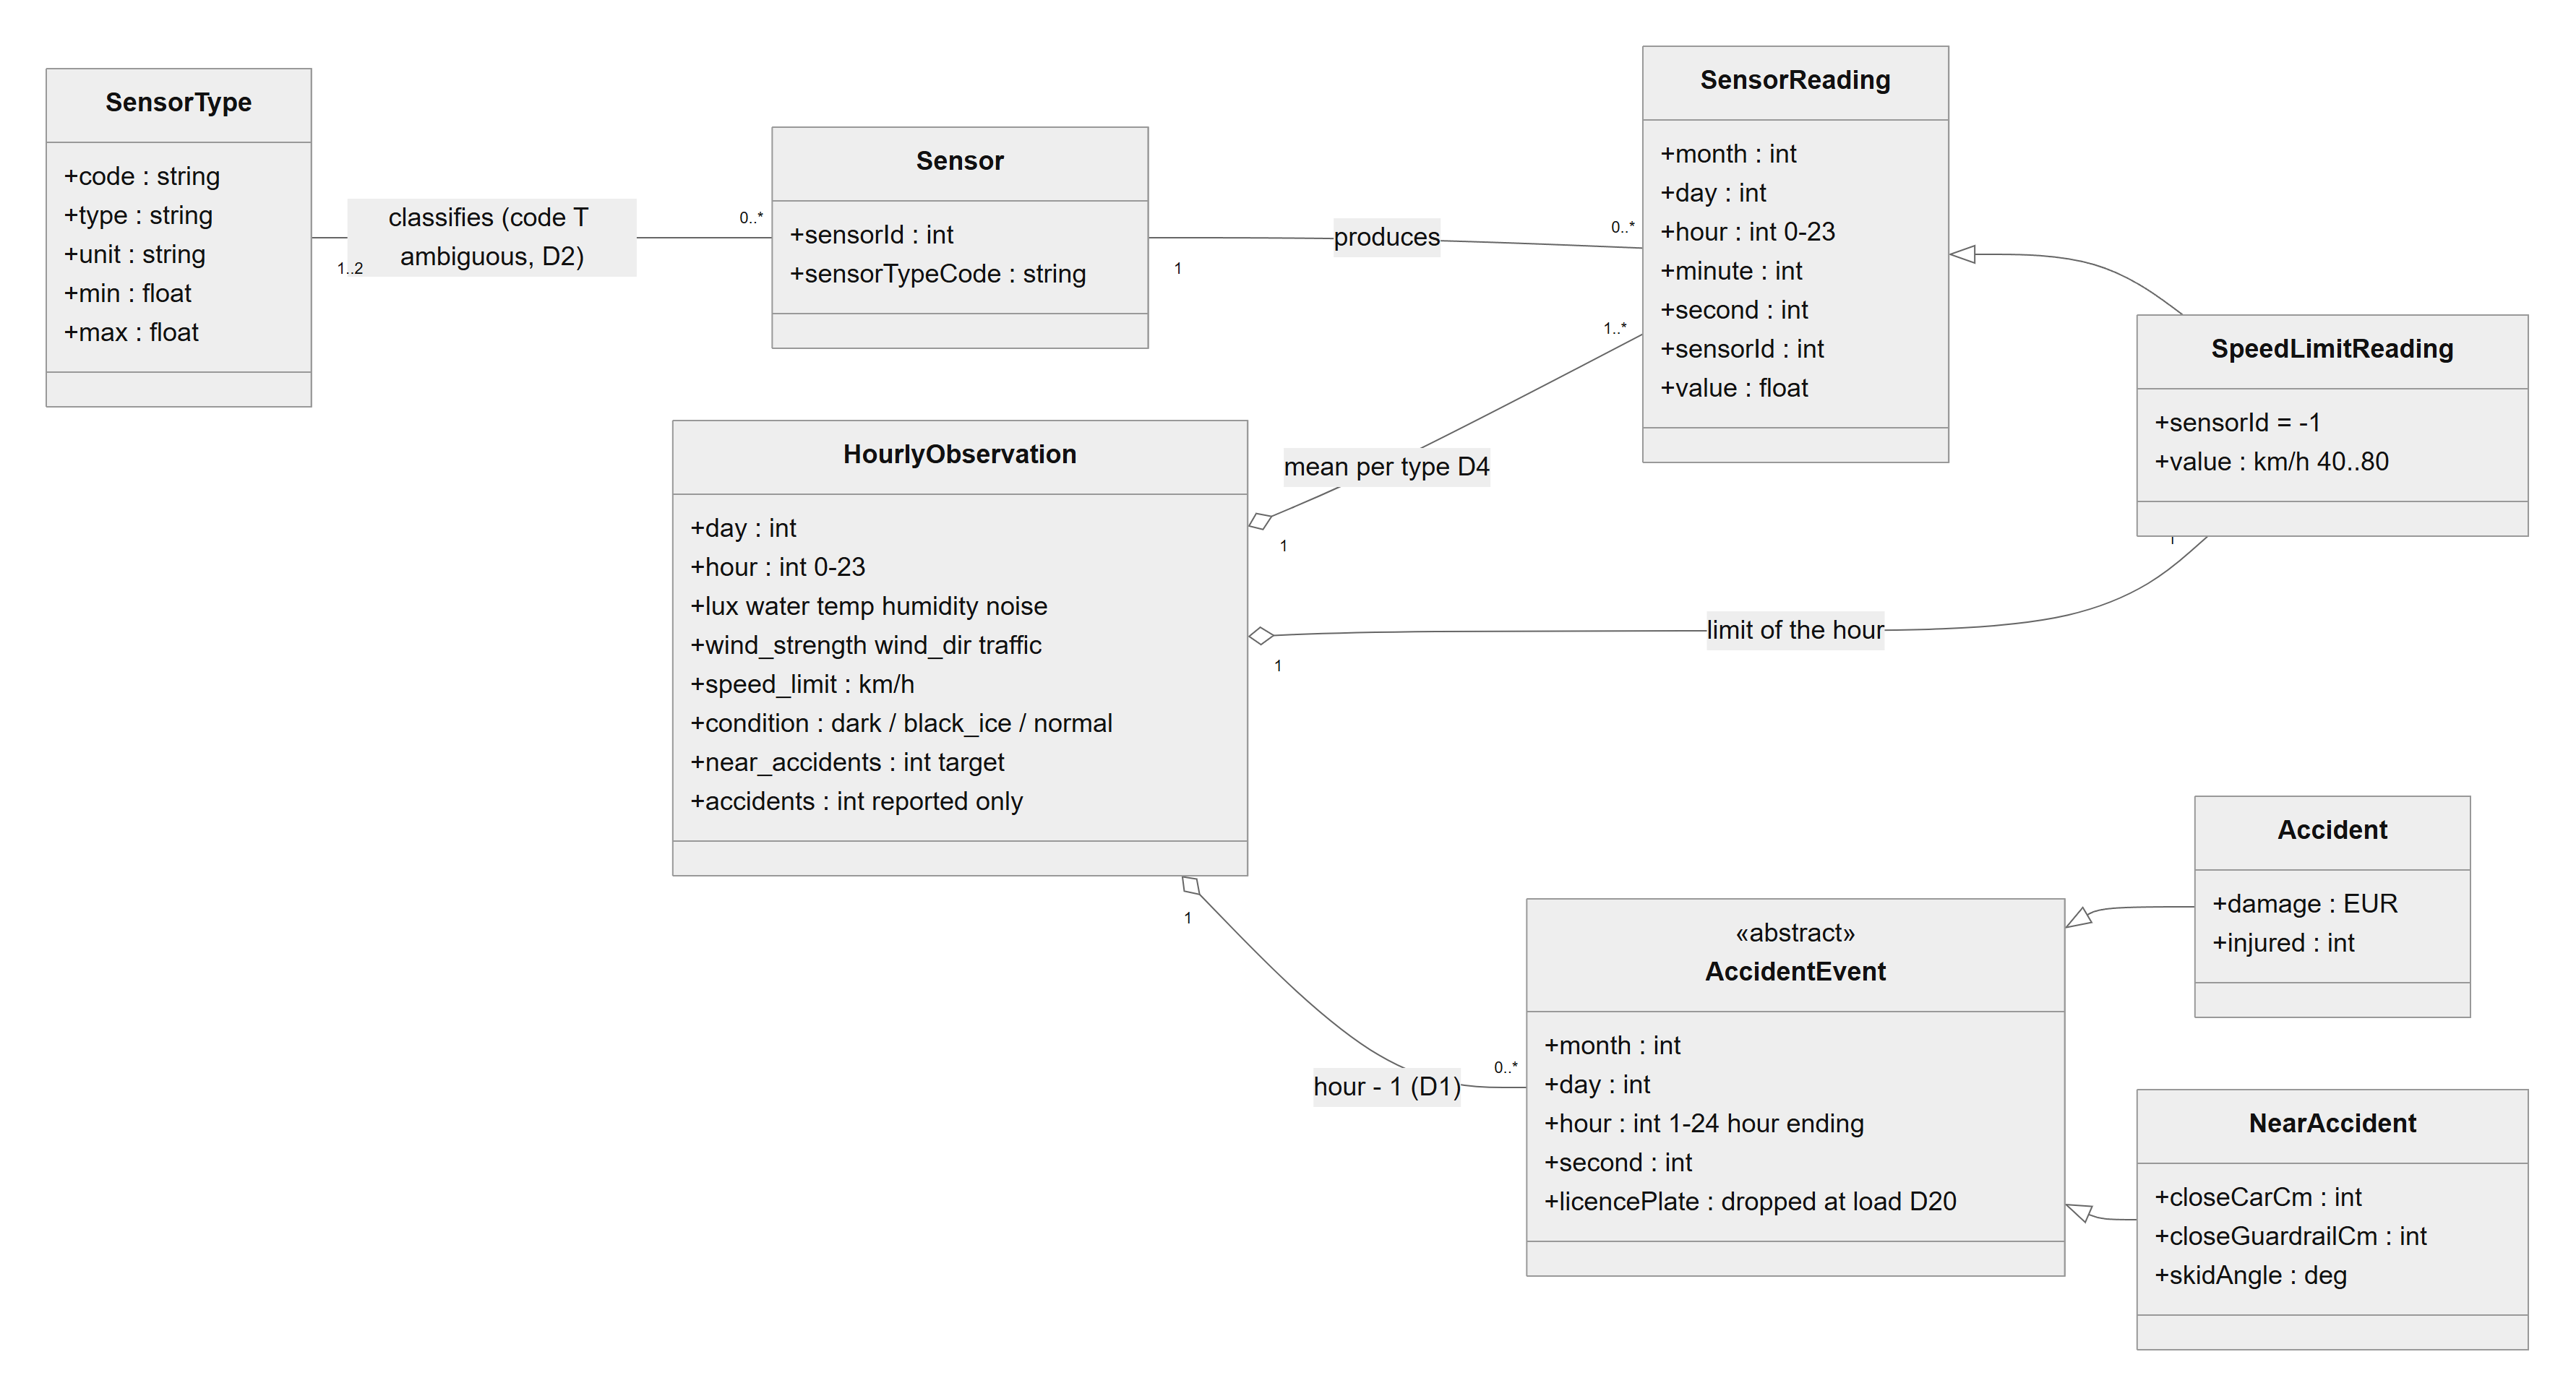 SensorType
+code : string
+type : string
+unit : string
+min : float
+max : float
classifies (code T
ambiguous, D2)
1..2
0..*
Sensor
+sensorId : int
+sensorTypeCode : string
produces
1
0..*
SensorReading
+month : int
+day : int
+hour : int 0-23
+minute : int
+second : int
+sensorId : int
+value : float
1..*
mean per type D4
1
SpeedLimitReading
+sensorId = -1
+value : km/h 40..80
HourlyObservation
+day : int
+hour : int 0-23
+lux water temp humidity noise
+wind_strength wind_dir traffic
+speed_limit : km/h
+condition : dark / black_ice / normal
+near_accidents : int target
+accidents : int reported only
limit of the hour
1
1
hour - 1 (D1)
0..*
«abstract»
AccidentEvent
+month : int
+day : int
+hour : int 1-24 hour ending
+second : int
+licencePlate : dropped at load D20
Accident
+damage : EUR
+injured : int
NearAccident
+closeCarCm : int
+closeGuardrailCm : int
+skidAngle : deg